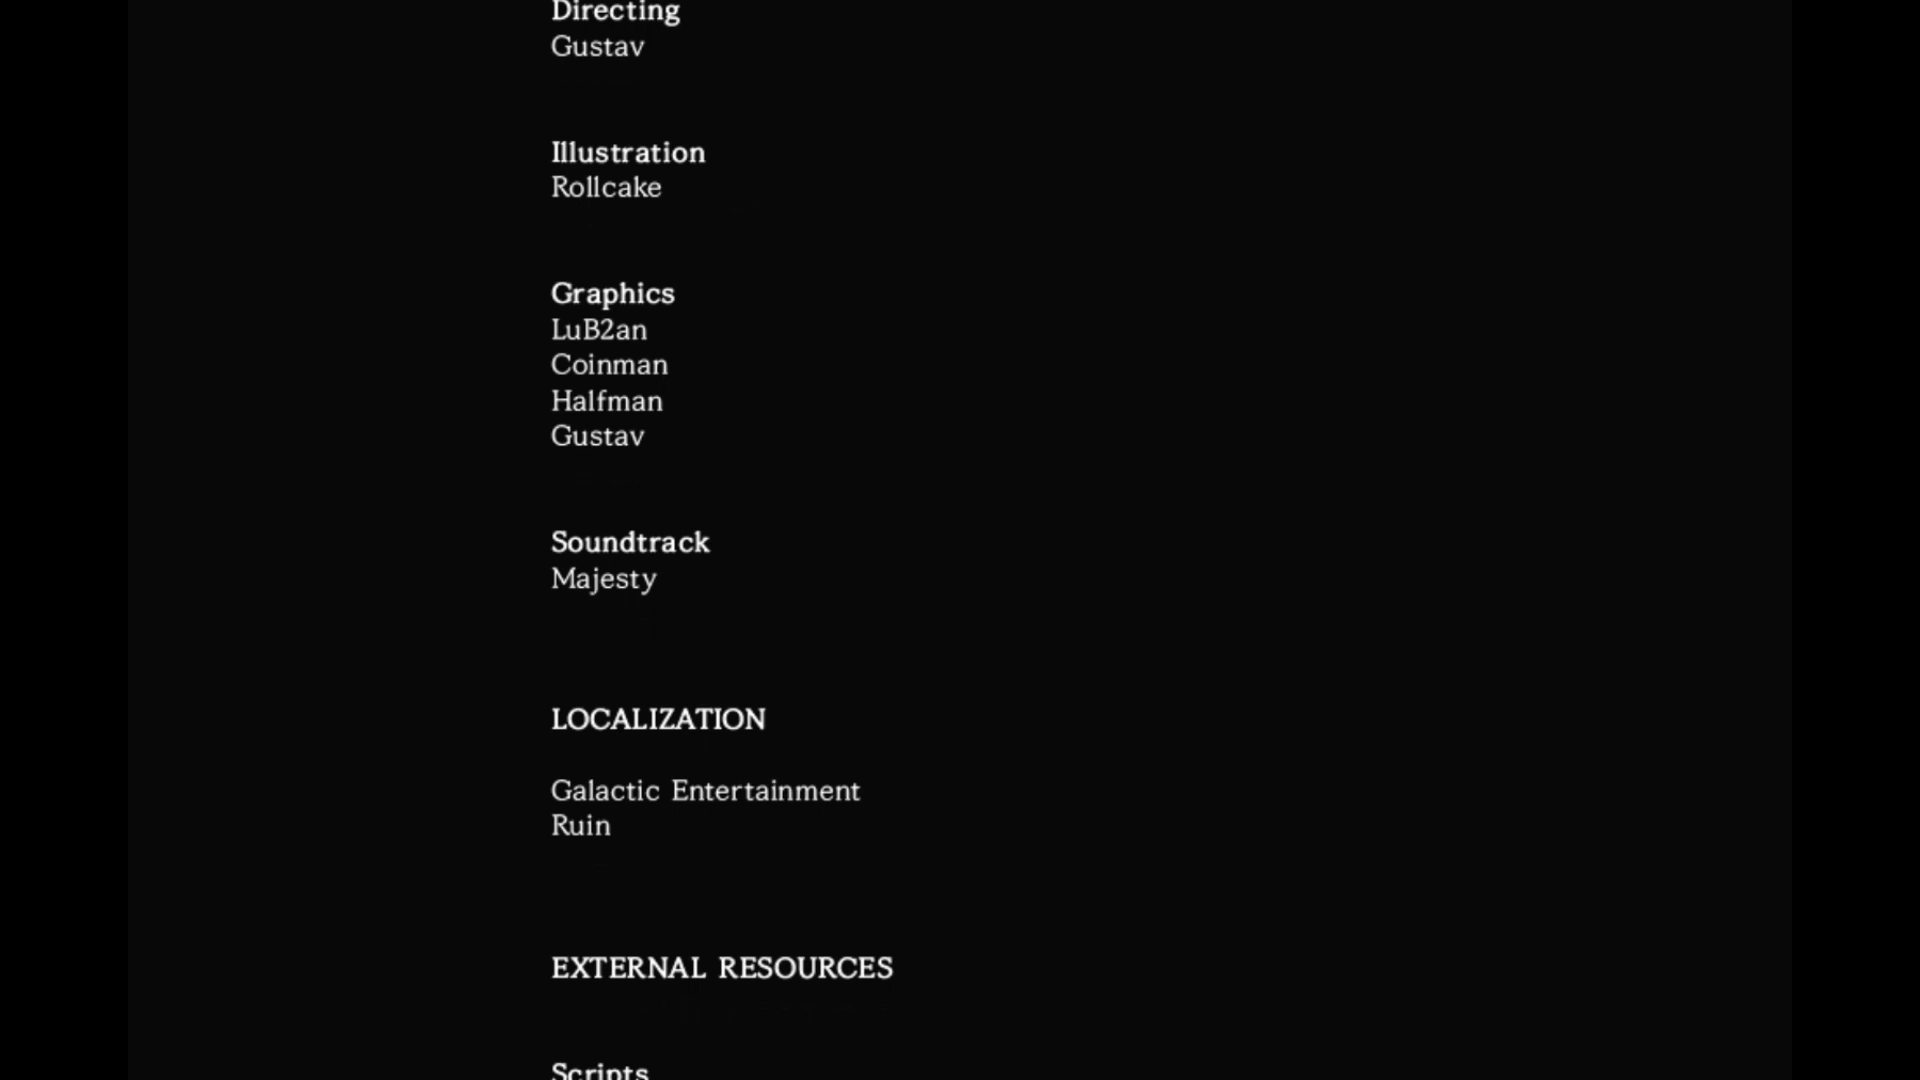 Directing
Gustav
Illustration
Rollcake
Graphics
LuB2an
Coinman
Halfman
Gustav
Soundtrack
Majesty
LOCALIZATION
Galactic Entertainment
Ruin
EXTERNAL RESOURCES
Scripts